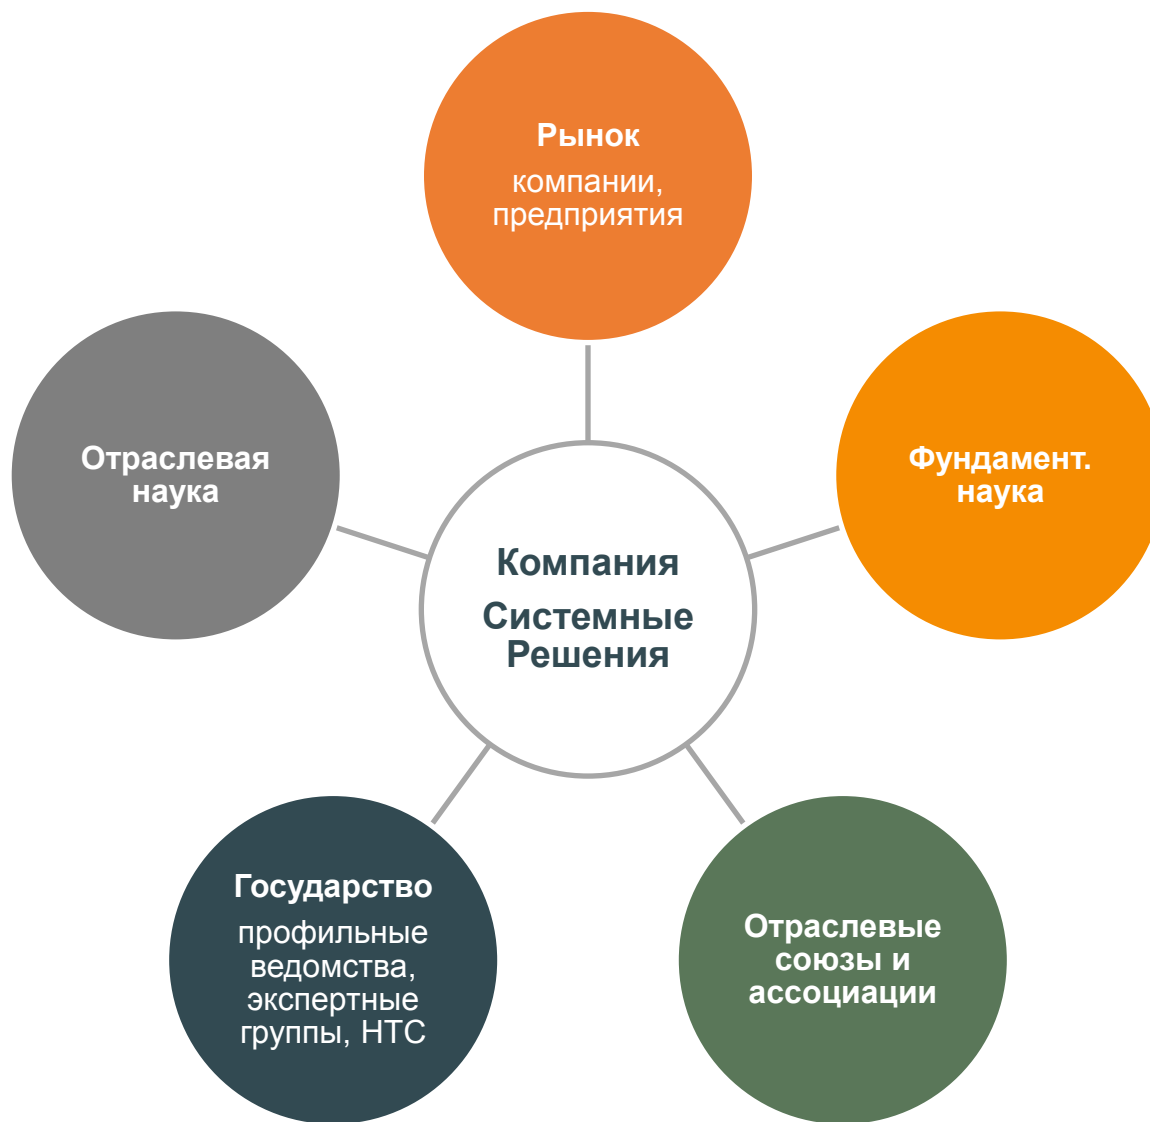 Рынок
компании,
предприятия
Отраслевая
наука
Фундамент.
наука
Компания
Системные
Решения
Государство
профильные
ведомства,
экспертные
группы, НТС
Отраслевые
союзы и
ассоциации